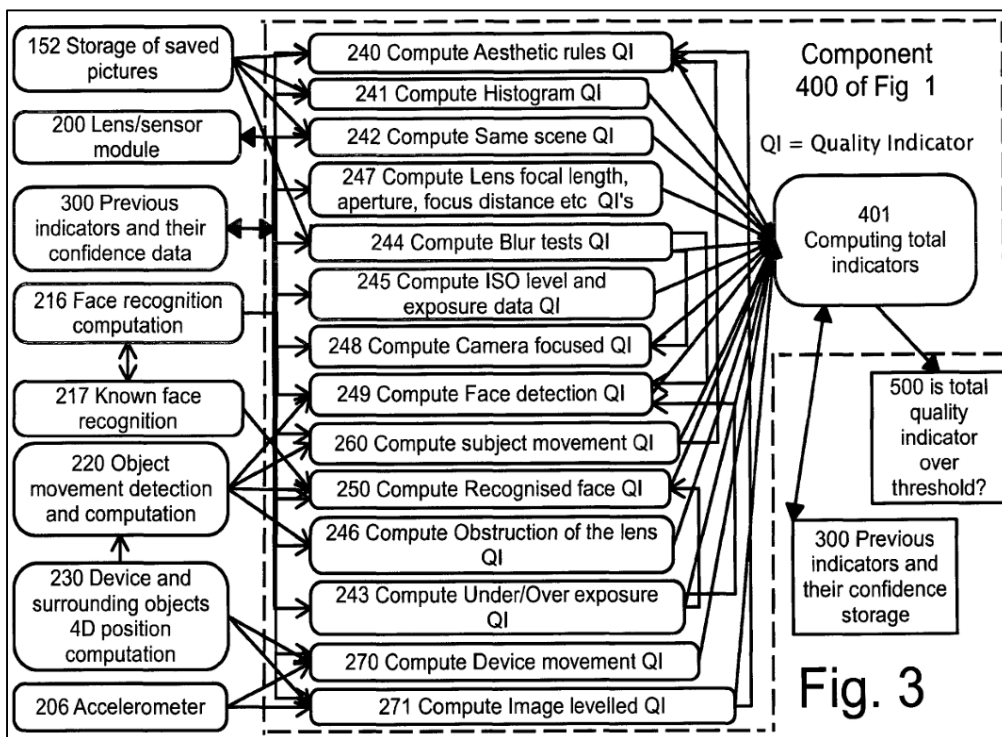 152 Storage of saved
pictures
200 Lens/sensor
module
300 Previous
indicators and their
confidence data
216 Face recognition
computation
217 Known face
recognition
220 Object
movement detection
and computation
230 Device and
surrounding objects
4D position
computation
206 Accelerometer
240 Compute Aesthetic rules QI
241 Compute Histogram QI
242 Compute Same scene QI
247 Compute Lens focal length,
aperture, focus distance etc QI's
244 Compute Blur tests QI
245 Compute ISO level and
exposure data QI
248 Compute Camera focused QI
249 Compute Face detection QI
260 Compute subject movement QI
250 Compute Recognised face QI
246 Compute Obstruction of the lens
QI
243 Compute Under/Over exposure
QI
270 Compute Device movement QI
271 Compute Image levelled QI
Component
400 of Fig 1
QI = Quality Indicator
401
Computing total
indicators
500 is total
quality
indicator
over
threshold?
300 Previous
indicators and
their confidence
storage
Fig. 3